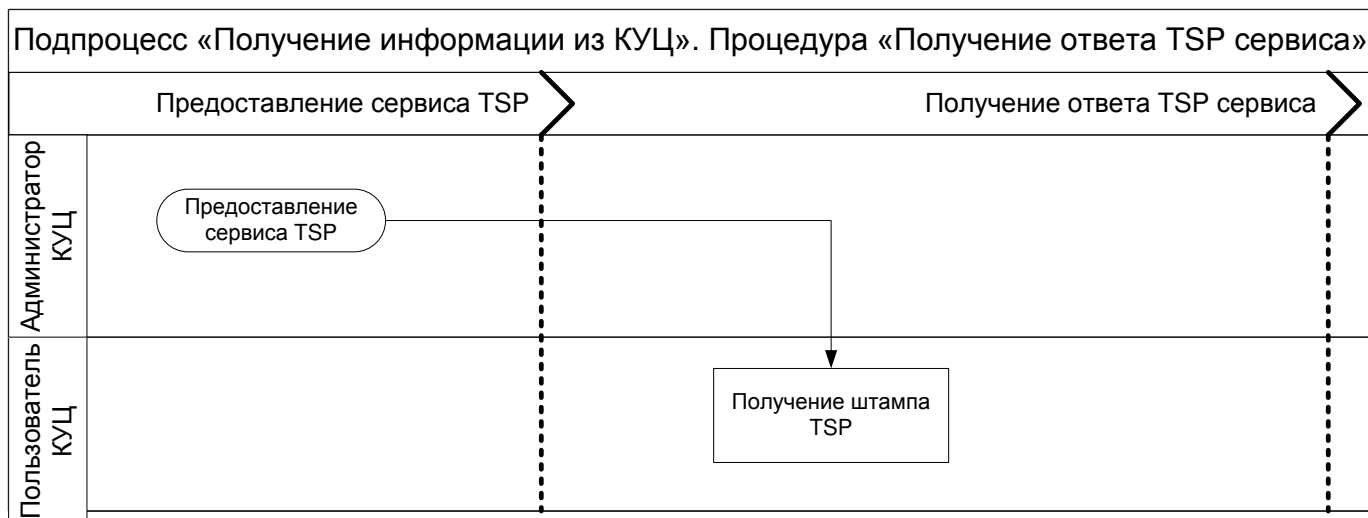 Подпроцесс «Получение информации из КУЦ». Процедура «Получение ответа TSP сервиса»
Предоставление сервиса TSP
Получение ответа TSP сервиса
Администратор
КУЦ
Предоставление
сервиса TSP
Пользователь
КУЦ
Получение штампа
TSP